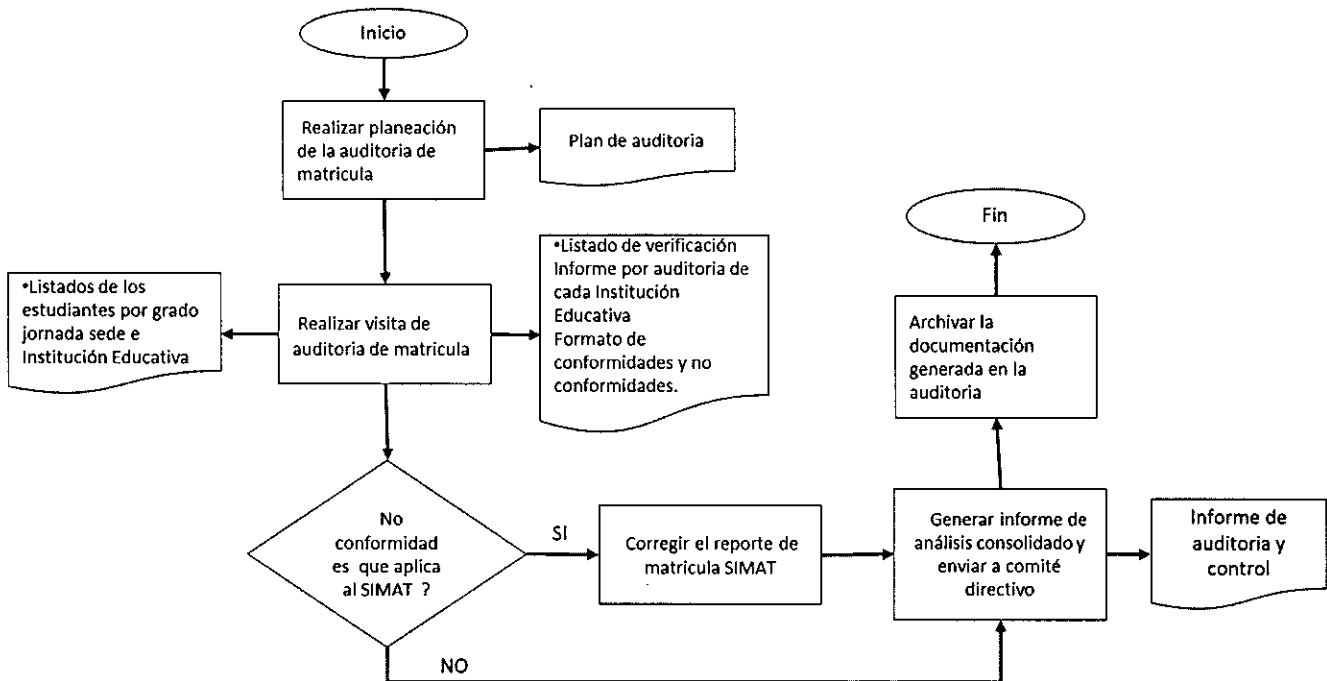 Inicio
Realizar planeación
de la auditoria de
matricula
Plan de auditoria
•Listados de los
estudiantes por grado
jornada sede e
Institución Educativa
Realizar visita de
auditoria de matricula
•Listado de verificación
Informe por auditoria de
cada Institución
Educativa
Formato de
conformidades y no
conformidades.
No
conformidad
es que aplica
al SIMAT ?
SI
Corregir el reporte de
matricula SIMAT
NO
Generar informe de
análisis consolidado y
enviar a comité
directivo
Informe de
auditoria y
control
Archivar la
documentación
generada en la
auditoria
Fin